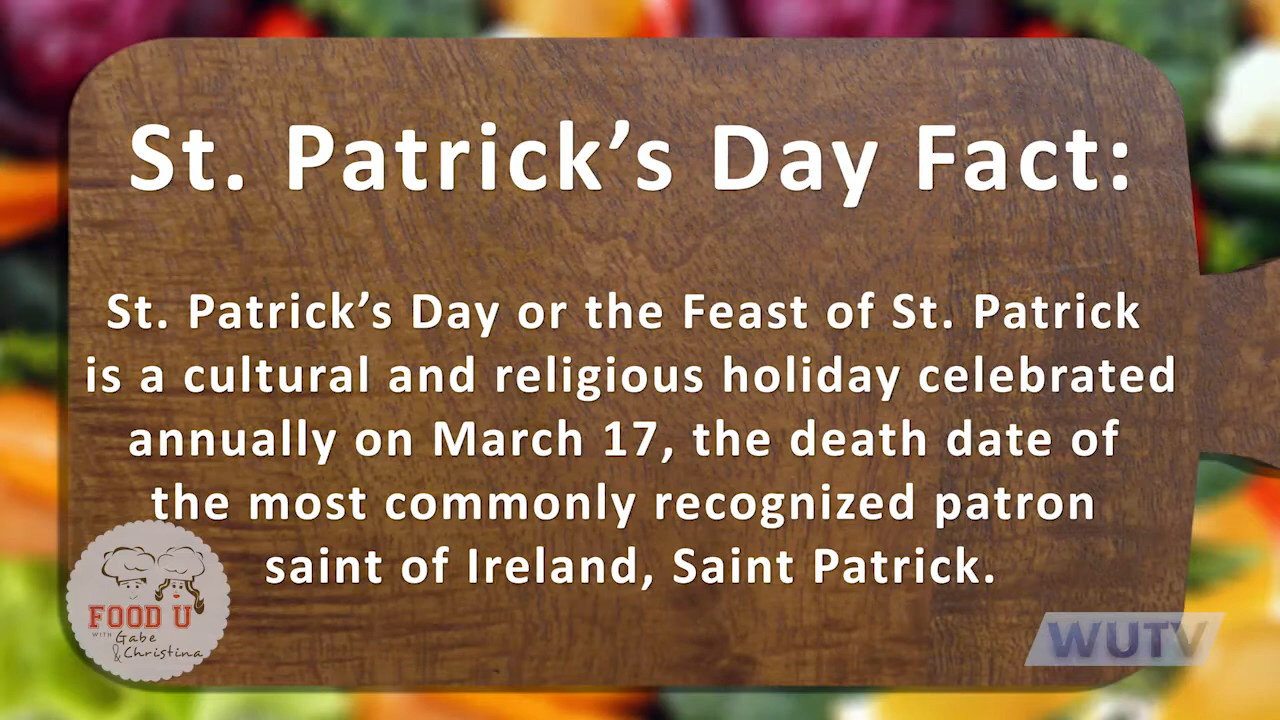 St. Patrick’s Day Fact:
St. Patrick’s Day or the Feast of St. Patrick
is a cultural and religious holiday celebrated
annually on March 17, the death date of
the most commonly recognized patron
saint of Ireland, Saint Patrick.
FOOD U
WITH Gabe
& Christina
WUTV